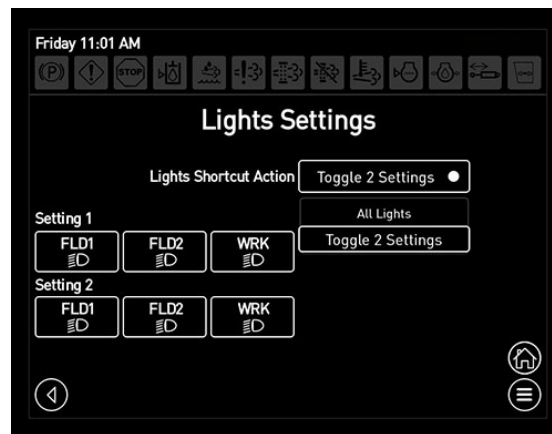 Friday 11:01 AM
(P) STOP
Lights Settings
Lights Shortcut Action Toggle 2 Settings
All Lights
Toggle 2 Settings
Setting 1
FLD1 FLD2 WRK
Setting 2
FLD1 FLD2 WRK